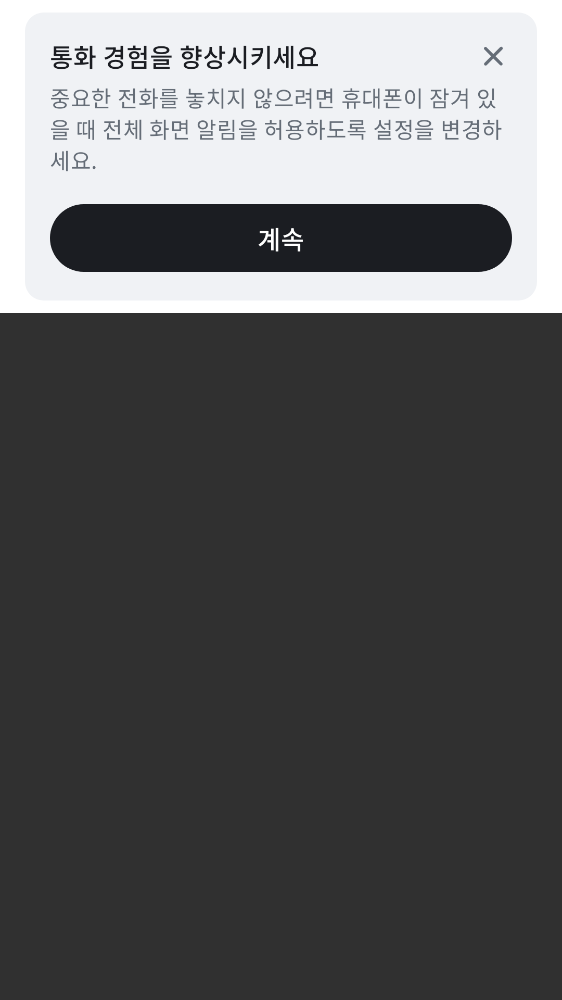 통화 경험을 향상시키세요
중요한 전화를 놓치지 않으려면 휴대폰이 잠겨 있
을 때 전체 화면 알림을 허용하도록 설정을 변경하
세요.
계속